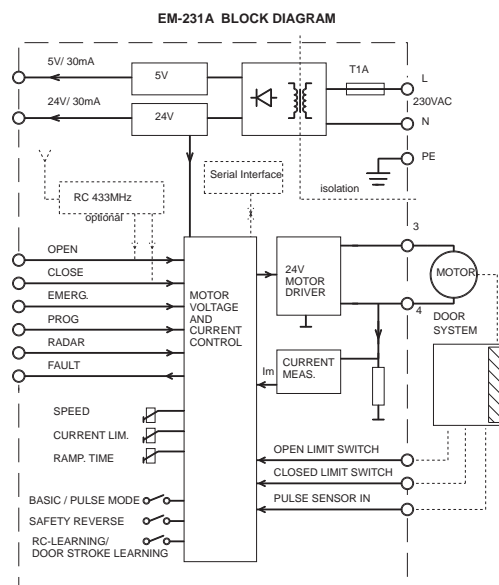 EM-231A BLOCK DIAGRAM
5V/ 30mA
5V
T1A
L
230VAC
24V/ 30mA
24V
N
PE
Serial Interface
isolation
RC 433MHz
optional
3
OPEN
CLOSE
EMERG.
PROG
RADAR
FAULT
MOTOR
VOLTAGE
AND
CURRENT
CONTROL
24V
MOTOR
DRIVER
MOTOR
4
DOOR
SYSTEM
Im
CURRENT
MEAS.
SPEED
CURRENT LIM.
RAMP. TIME
OPEN LIMIT SWITCH
CLOSED LIMIT SWITCH
PULSE SENSOR IN
BASIC / PULSE MODE
SAFETY REVERSE
RC-LEARNING/
DOOR STROKE LEARNING